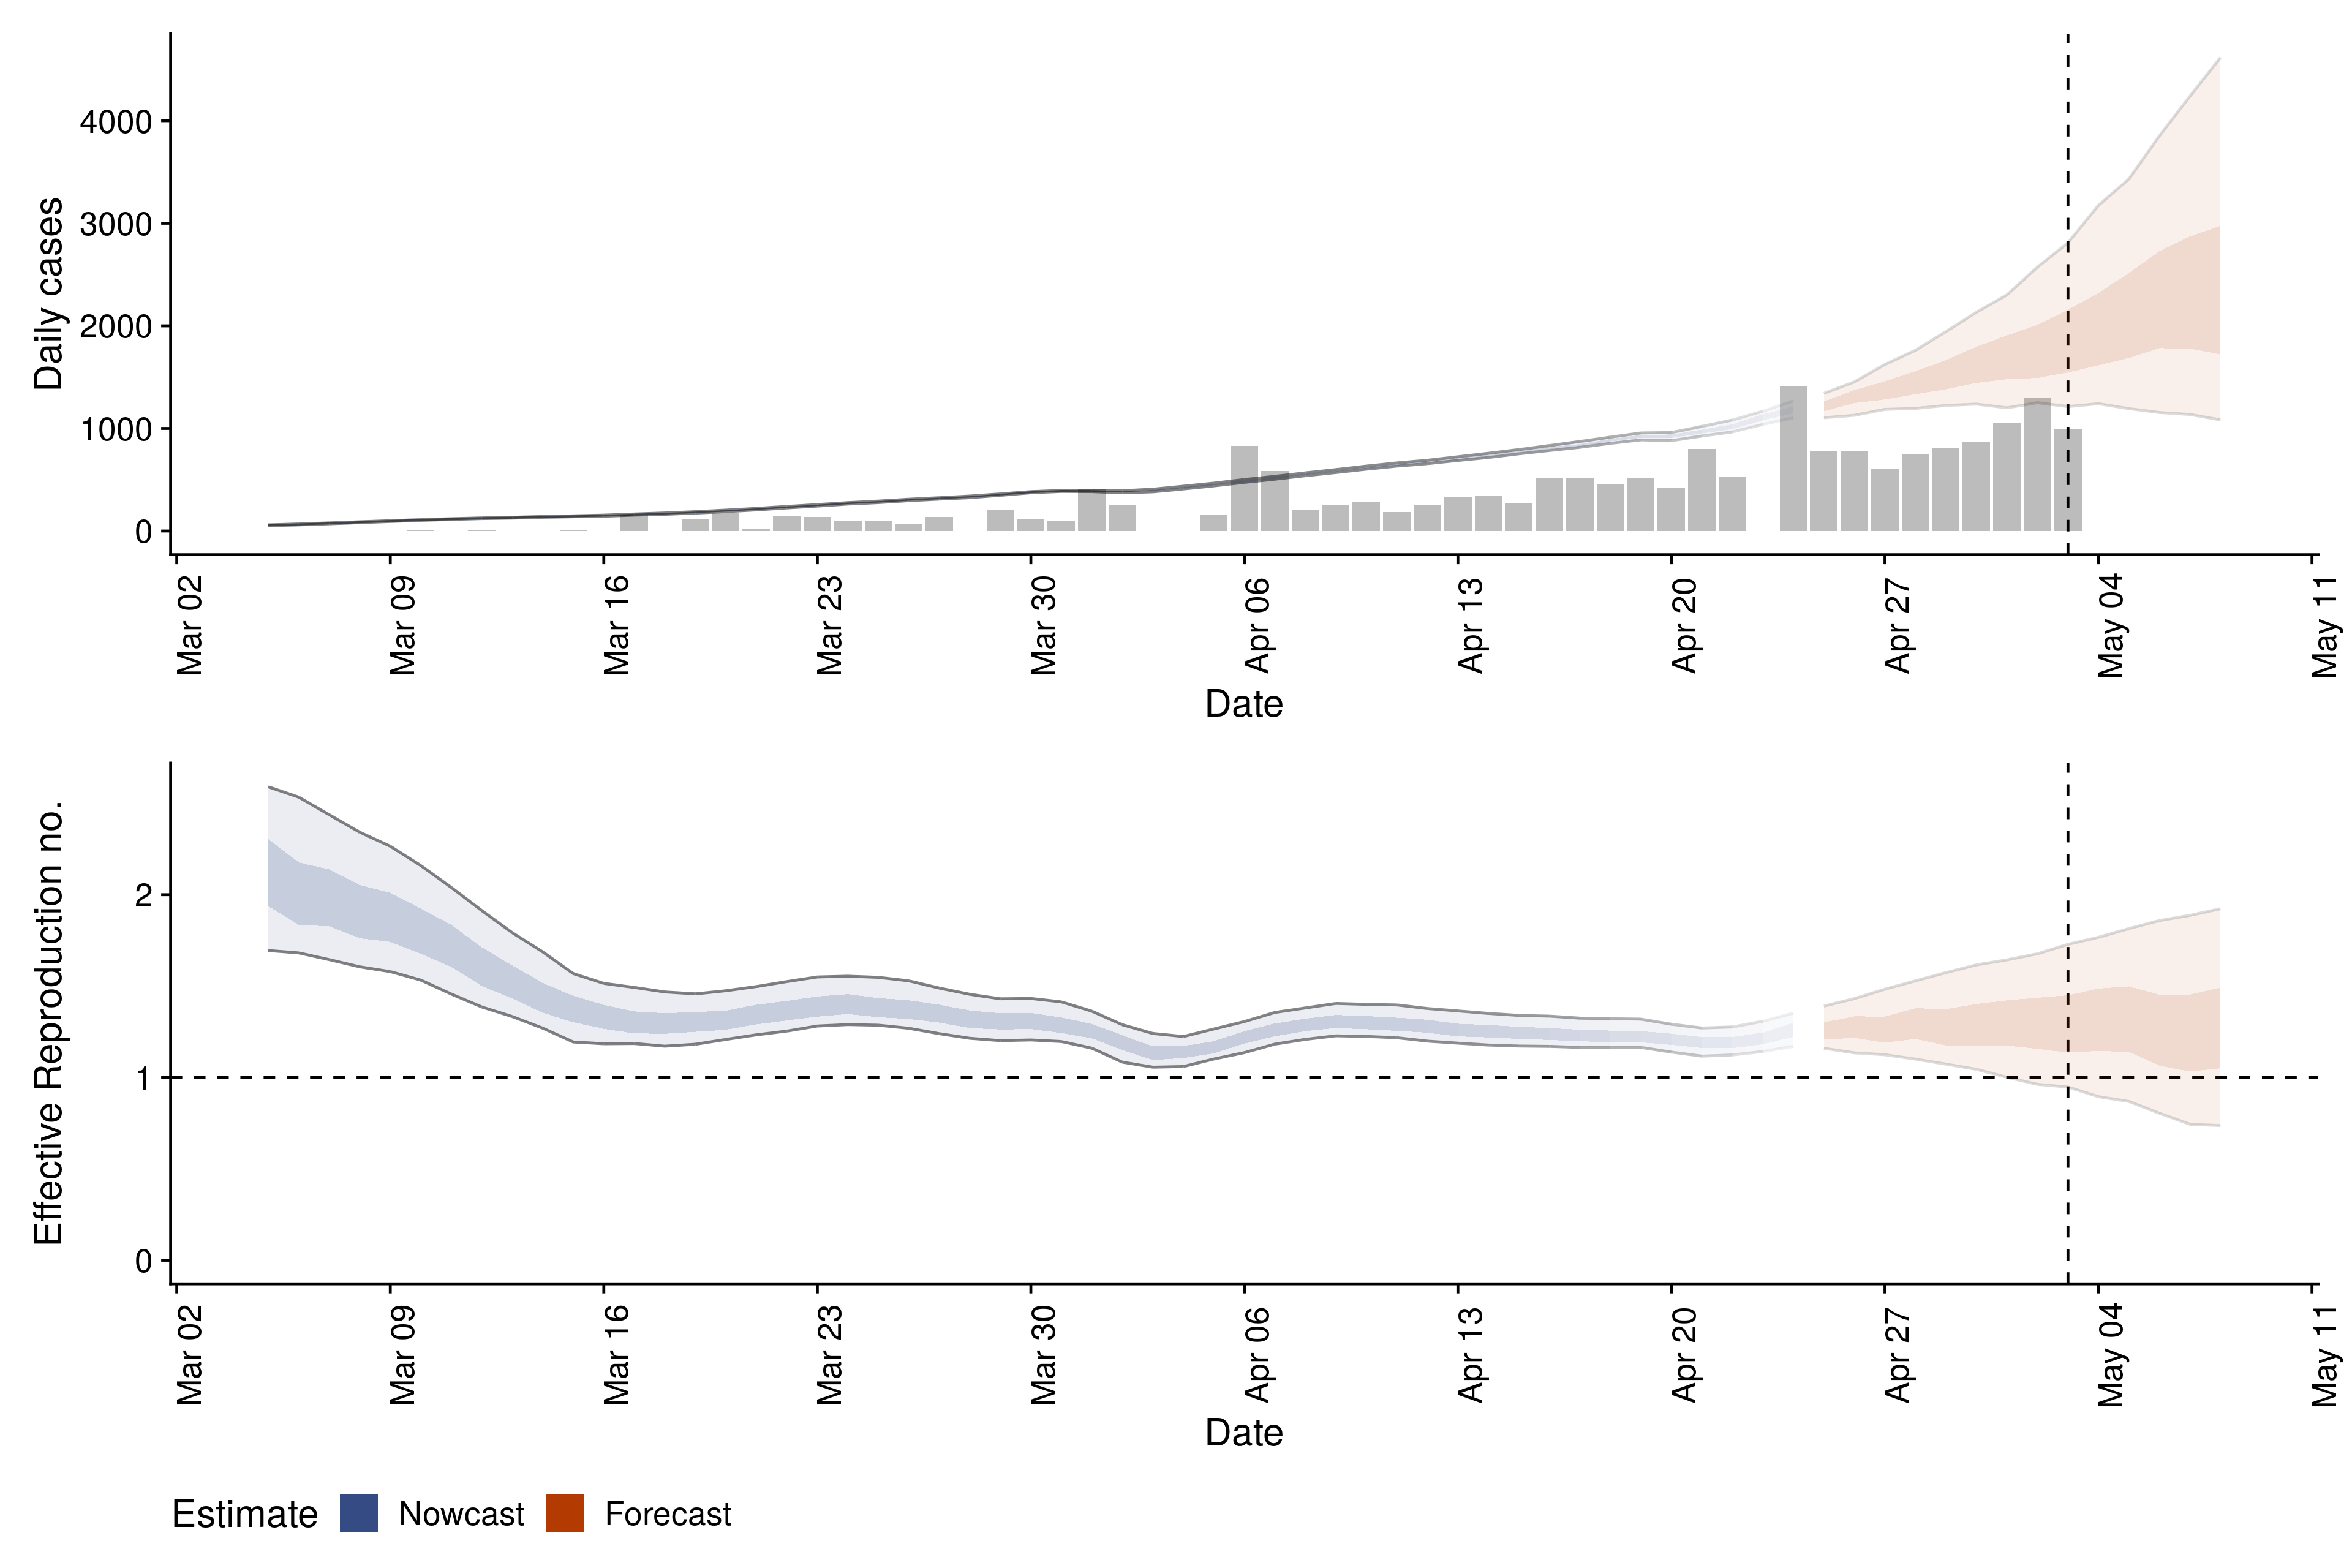 Daily cases
4000
3000
2000
1000
0
Mar 02
Mar 09
Mar 16
Mar 23
Mar 30
Apr 06
Apr 13
Apr 20
Apr 27
May 04
May 11
Date
Effective Reproduction no.
2
1
0
Mar 02
Mar 09
Mar 16
Mar 23
Mar 30
Apr 06
Apr 13
Apr 20
Apr 27
May 04
May 11
Date
Estimate Nowcast Forecast